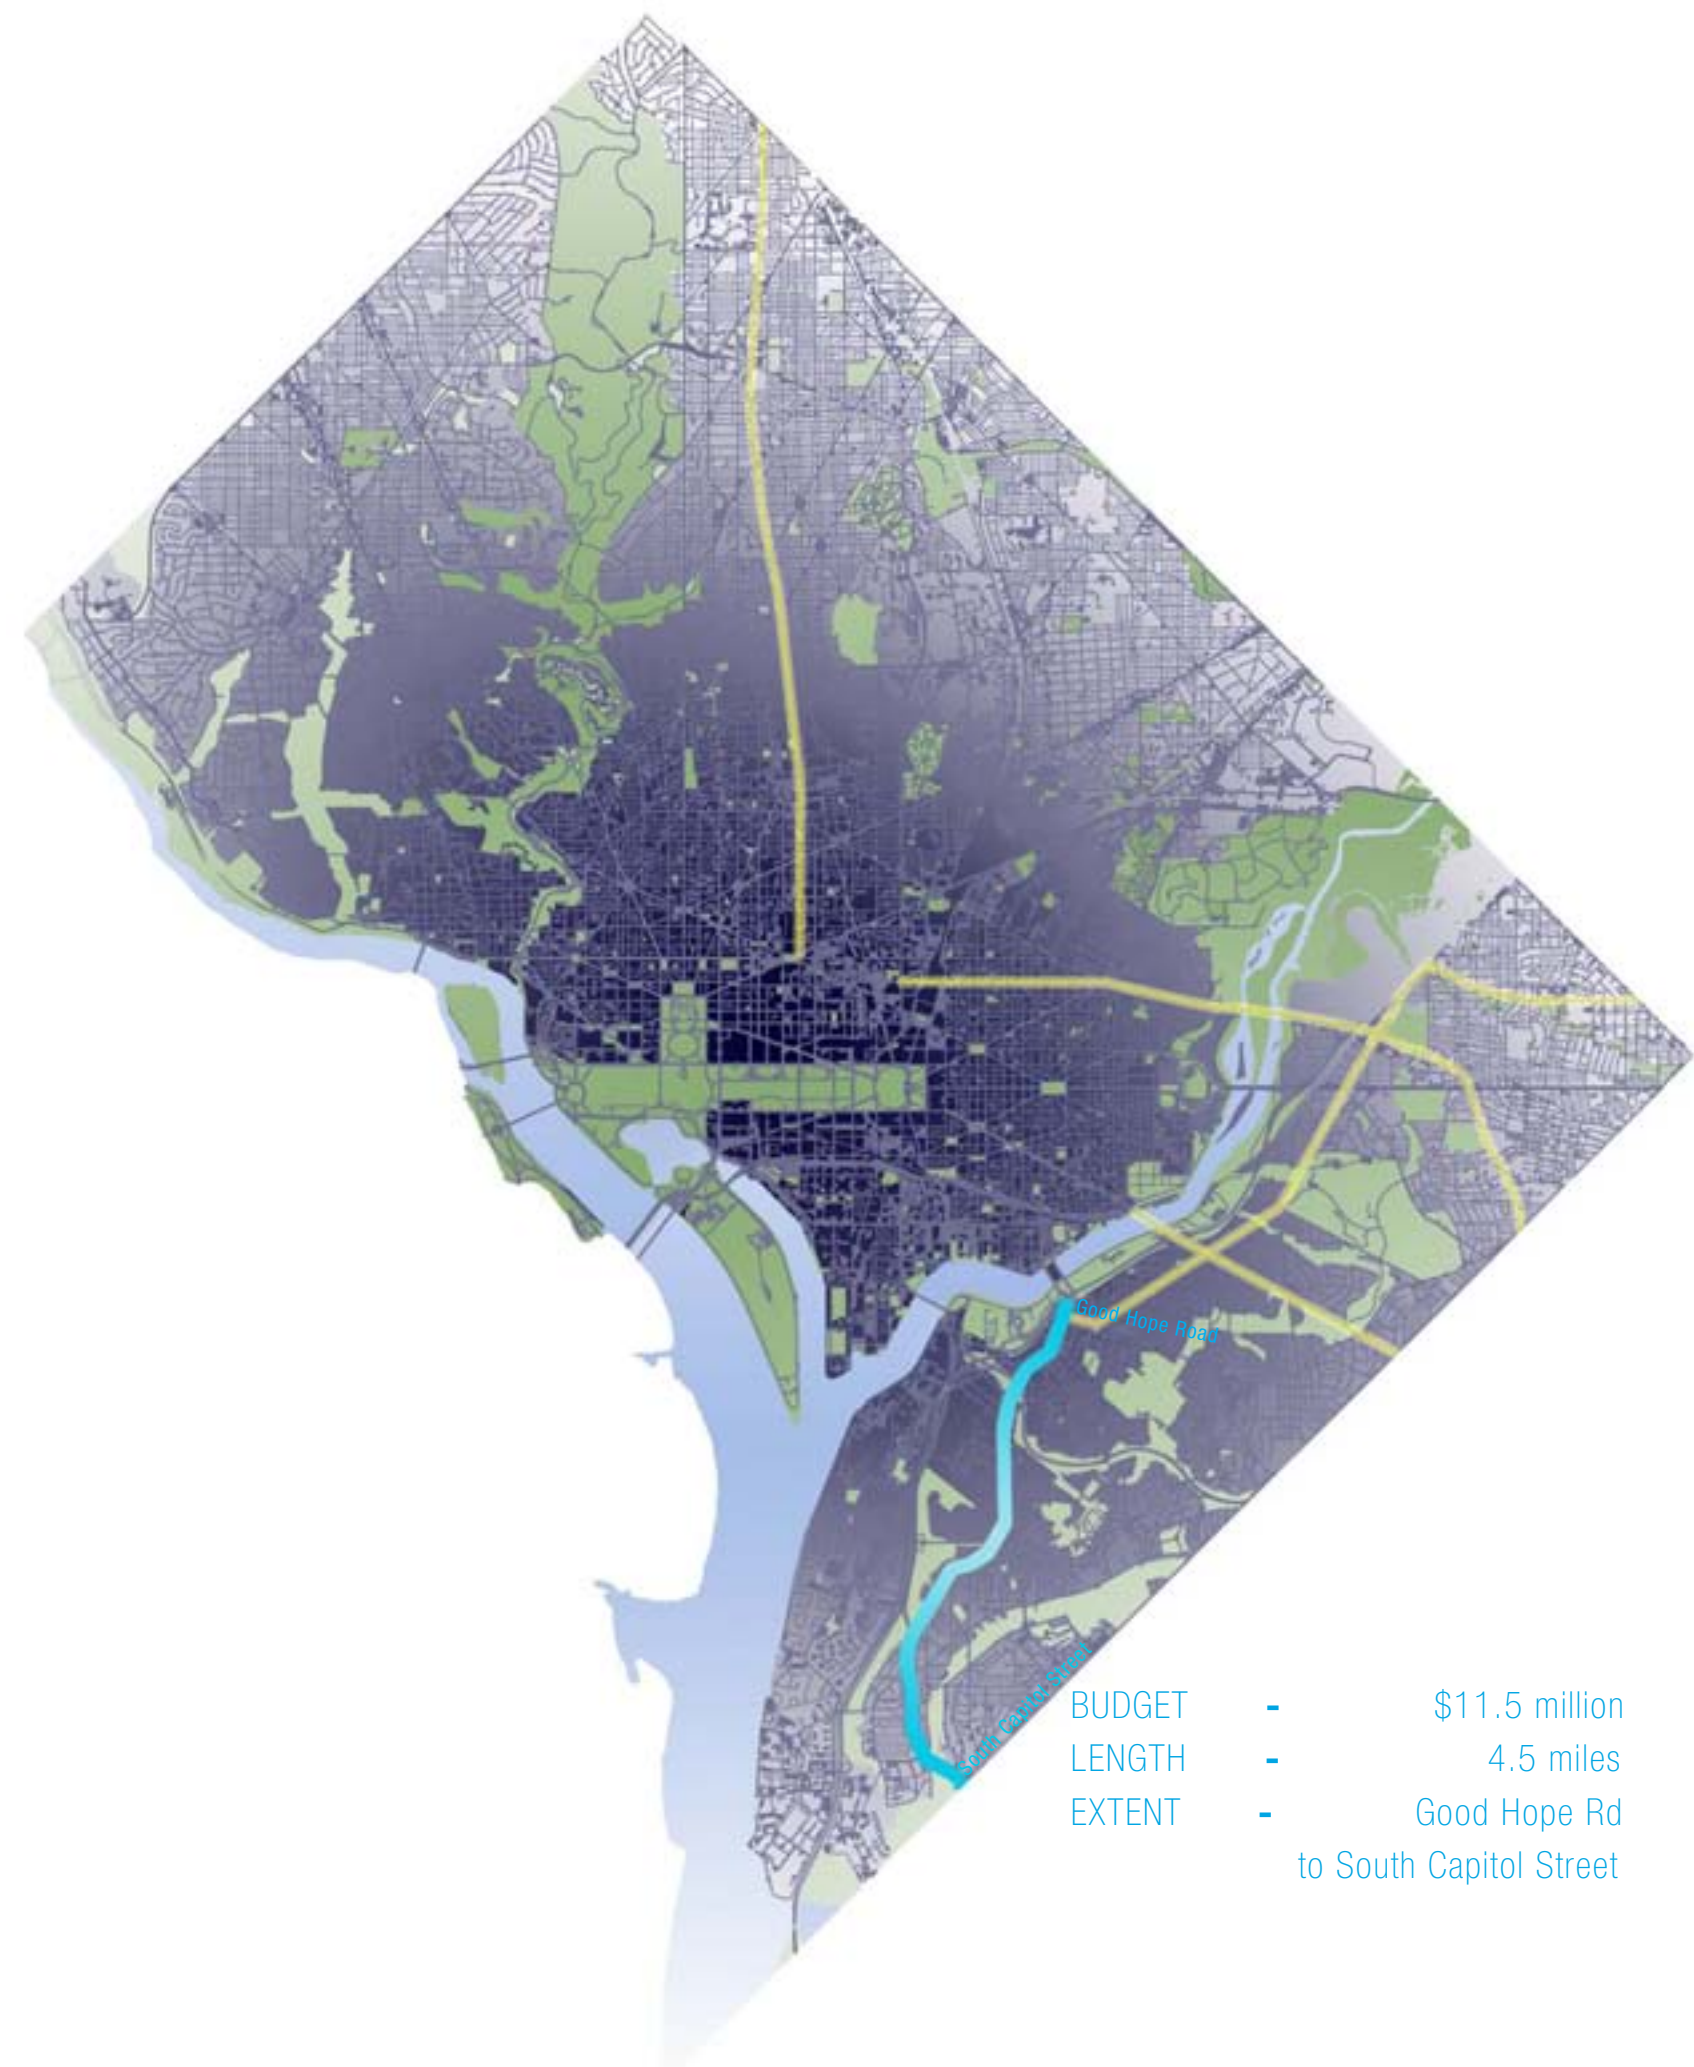 Good Hope Road
South Capitol Street
BUDGET - $11.5 million
LENGTH - 4.5 miles
EXTENT - Good Hope Rd
to South Capitol Street